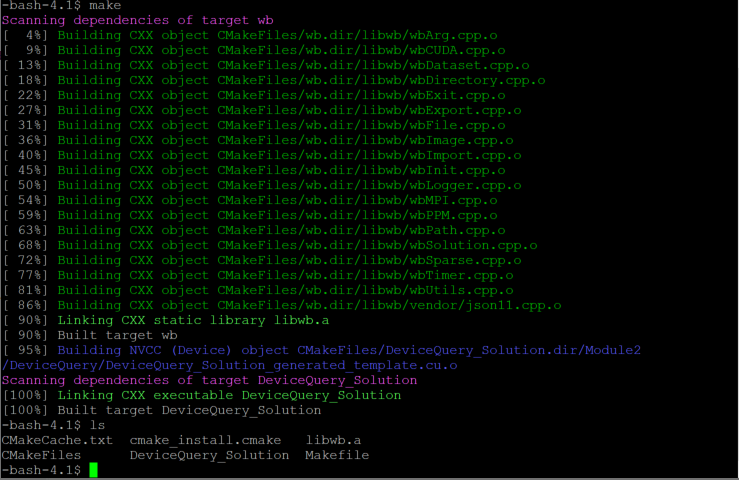 -bash-4.1$ make
Scanning dependencies of target wb
[  4%] Building CXX object CMakeFiles/wb.dir/libwb/wbArg.cpp.o
[  9%] Building CXX object CMakeFiles/wb.dir/libwb/wbCUDA.cpp.o
[ 13%] Building CXX object CMakeFiles/wb.dir/libwb/wbDataset.cpp.o
[ 18%] Building CXX object CMakeFiles/wb.dir/libwb/wbDirectory.cpp.o
[ 22%] Building CXX object CMakeFiles/wb.dir/libwb/wbExit.cpp.o
[ 27%] Building CXX object CMakeFiles/wb.dir/libwb/wbExport.cpp.o
[ 31%] Building CXX object CMakeFiles/wb.dir/libwb/wbFile.cpp.o
[ 36%] Building CXX object CMakeFiles/wb.dir/libwb/wbImage.cpp.o
[ 40%] Building CXX object CMakeFiles/wb.dir/libwb/wbImport.cpp.o
[ 45%] Building CXX object CMakeFiles/wb.dir/libwb/wbInit.cpp.o
[ 50%] Building CXX object CMakeFiles/wb.dir/libwb/wbLogger.cpp.o
[ 54%] Building CXX object CMakeFiles/wb.dir/libwb/wbMPI.cpp.o
[ 59%] Building CXX object CMakeFiles/wb.dir/libwb/wbPPM.cpp.o
[ 63%] Building CXX object CMakeFiles/wb.dir/libwb/wbPath.cpp.o
[ 68%] Building CXX object CMakeFiles/wb.dir/libwb/wbSolution.cpp.o
[ 72%] Building CXX object CMakeFiles/wb.dir/libwb/wbSparse.cpp.o
[ 77%] Building CXX object CMakeFiles/wb.dir/libwb/wbTimer.cpp.o
[ 81%] Building CXX object CMakeFiles/wb.dir/libwb/wbUtils.cpp.o
[ 86%] Building CXX object CMakeFiles/wb.dir/libwb/vendor/json11.cpp.o
[ 90%] Linking CXX static library libwb.a
[ 90%] Built target wb
[ 95%] Building NVCC (Device) object CMakeFiles/DeviceQuery_Solution.dir/Module2
/DeviceQuery/DeviceQuery_Solution_generated_template.cu.o
Scanning dependencies of target DeviceQuery_Solution
[100%] Linking CXX executable DeviceQuery_Solution
[100%] Built target DeviceQuery_Solution
-bash-4.1$ ls
CMakeCache.txt  cmake_install.cmake   libwb.a
CMakeFiles      DeviceQuery_Solution  Makefile
-bash-4.1$